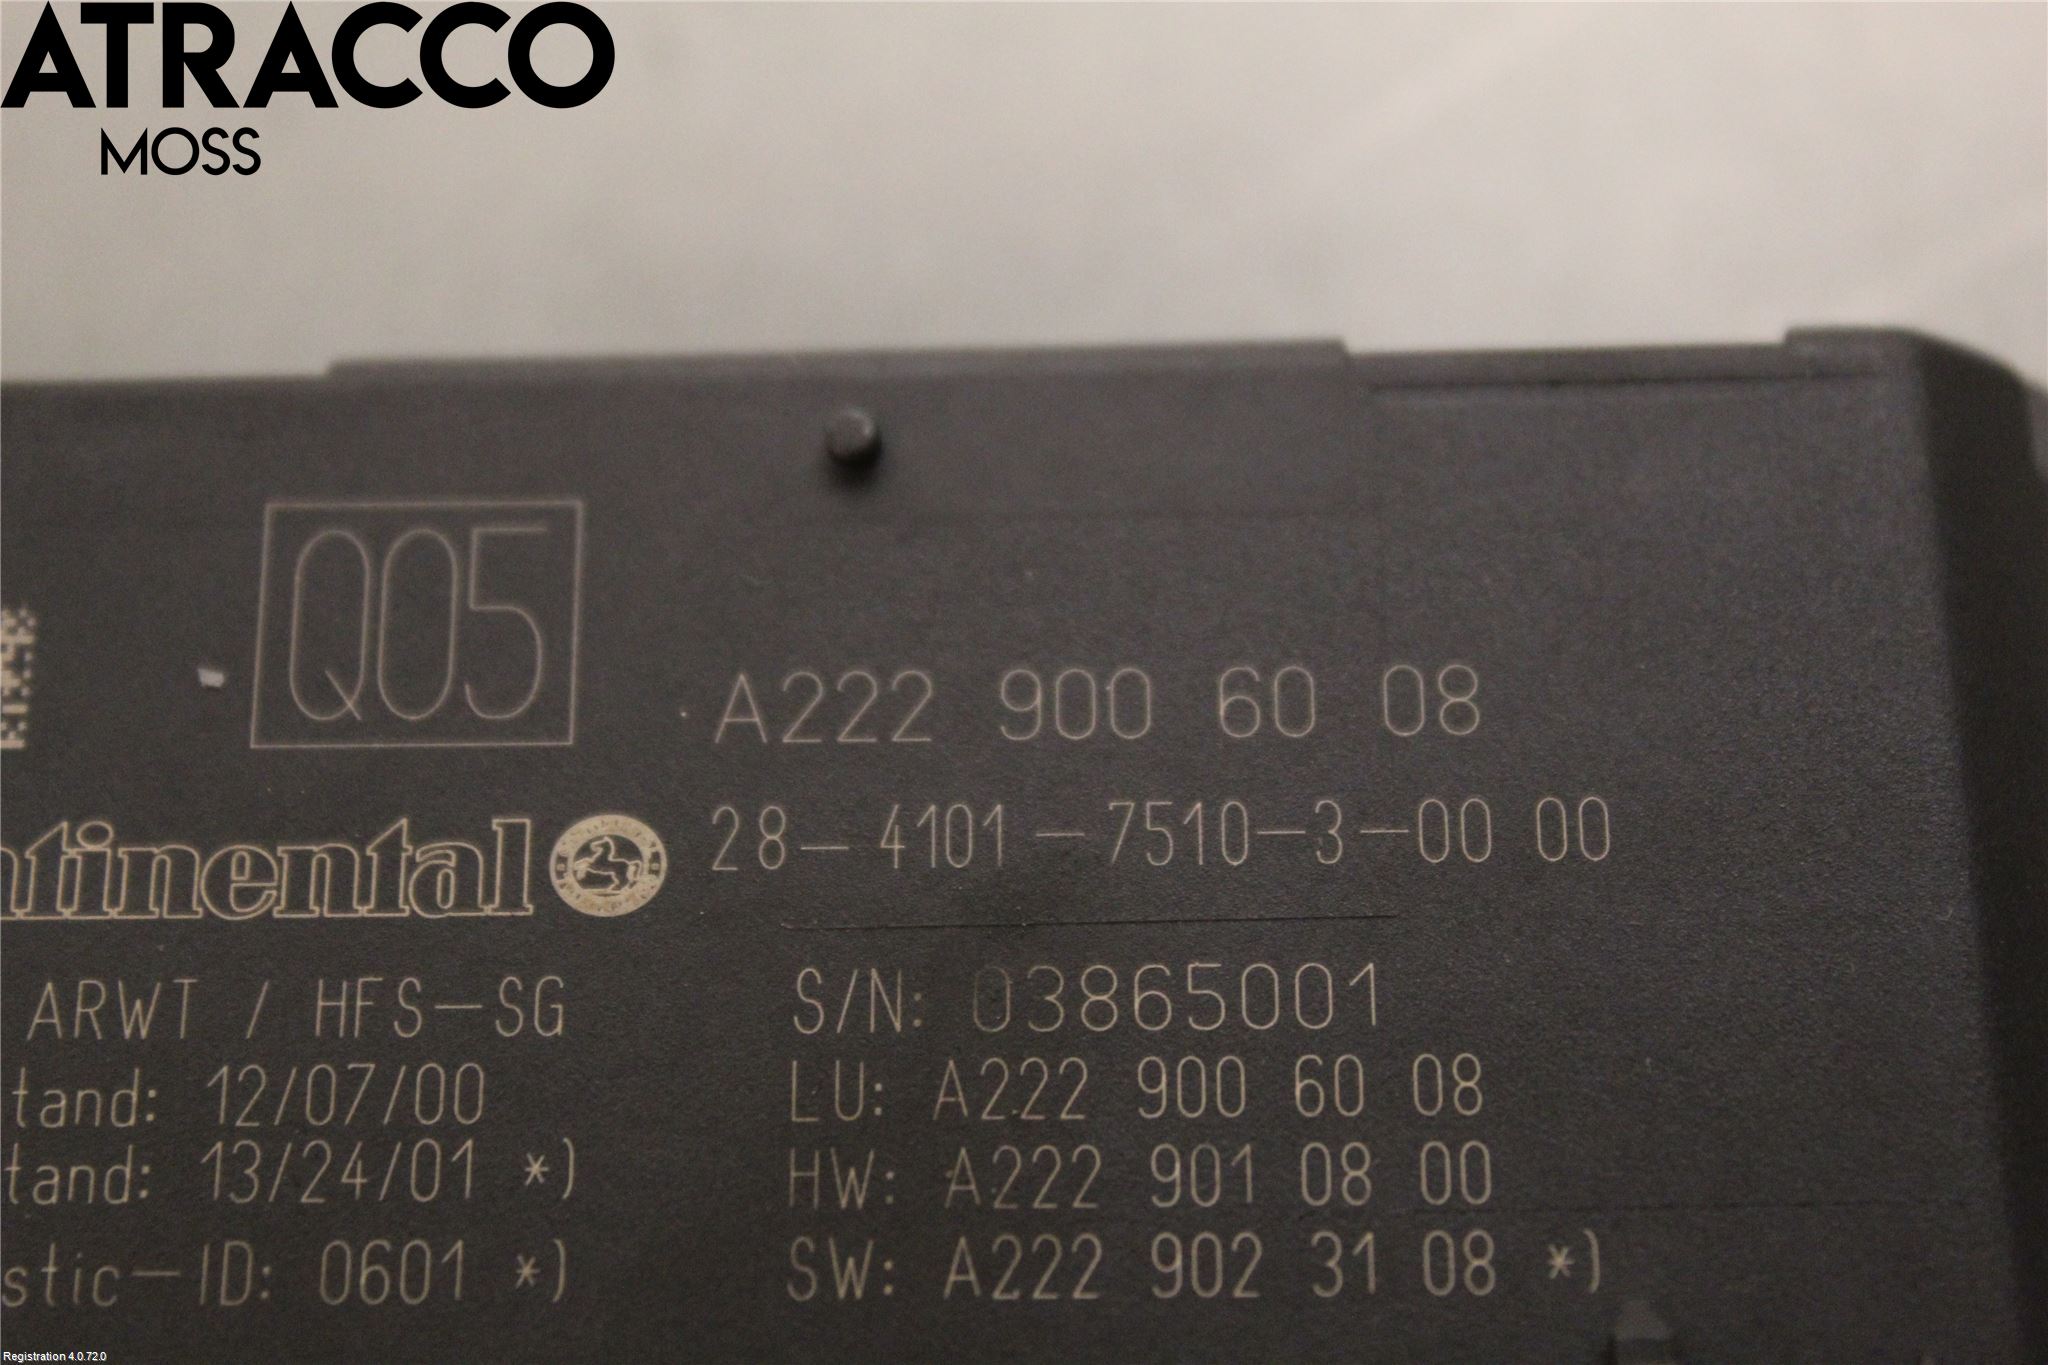 ATRACCO
MOSS
Q05
A222 900 60 08
ntinental
28-4101-7510-3-00 00
ARWT / HFS-SG
S/N: 03865001
tand: 12/07/00
LU: A222 900 60 08
tand: 13/24/01 *)
HW: A222 901 08 00
stic-ID: 0601 *)
SW: A222 902 31 08 *)
Registration 4.0.72.0